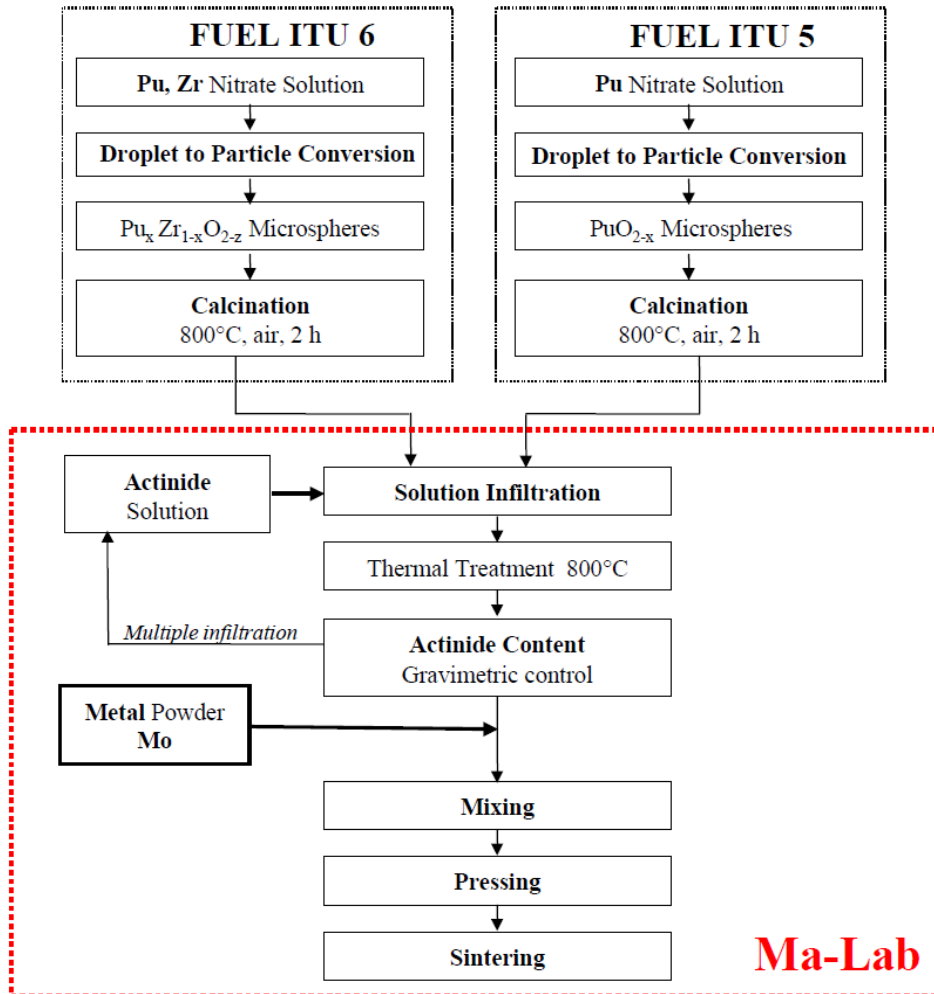 FUEL ITU 6
Pu, Zr Nitrate Solution
Droplet to Particle Conversion
PuₓZr₁₋ₓO₂₋z Microspheres
Calcination
800°C, air, 2 h
FUEL ITU 5
Pu Nitrate Solution
Droplet to Particle Conversion
PuO₂₋ₓ Microspheres
Calcination
800°C, air, 2 h
Actinide
Solution
Solution Infiltration
Thermal Treatment 800°C
Multiple infiltration
Actinide Content
Gravimetric control
Metal Powder
Mo
Mixing
Pressing
Sintering
Ma-Lab